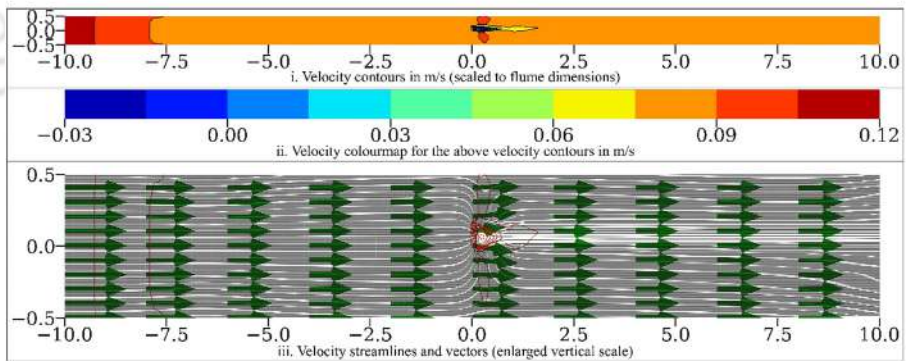 0.5
0.0
−0.5
−10.0 −7.5 −5.0 −2.5 0.0 2.5 5.0 7.5 10.0
i. Velocity contours in m/s (scaled to flume dimensions)
−0.03 0.00 0.03 0.06 0.09 0.12
ii. Velocity colourmap for the above velocity contours in m/s
0.5
0.0
−0.5
−10.0 −7.5 −5.0 −2.5 0.0 2.5 5.0 7.5 10.0
iii. Velocity streamlines and vectors (enlarged vertical scale)